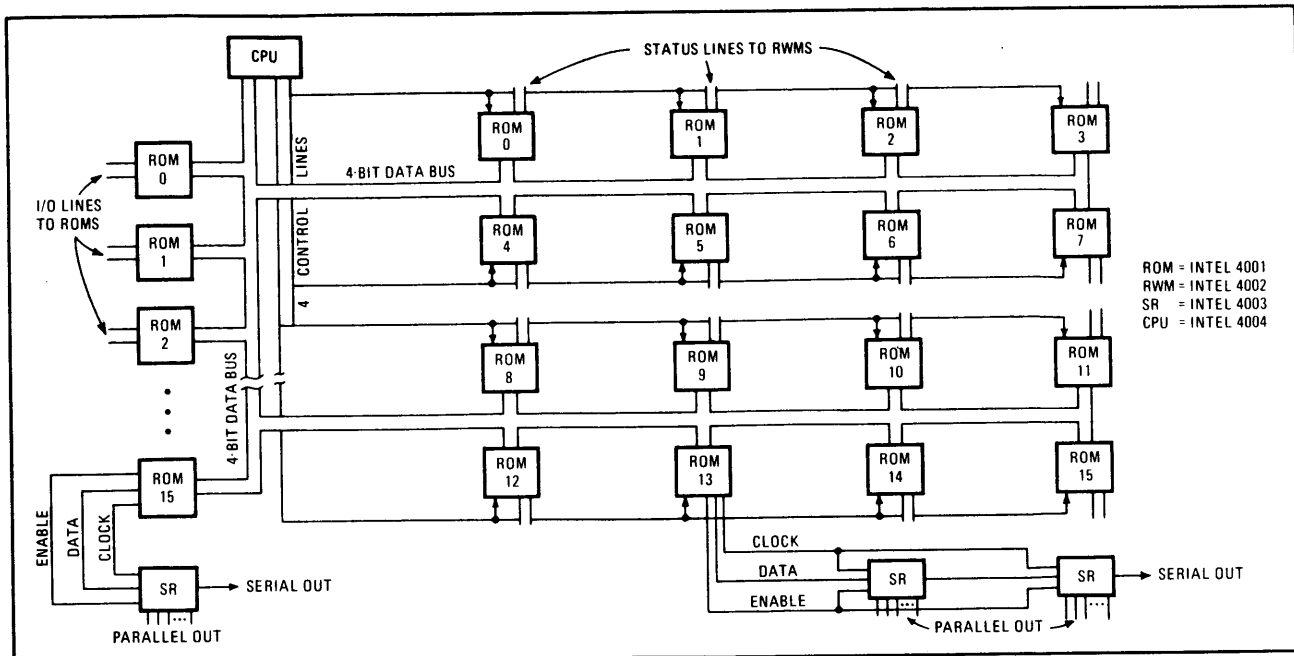 CPU
STATUS LINES TO RWMS
ROM
0
ROM
1
ROM
2
ROM
3
ROM
0
I/O LINES
TO ROMS
ROM
1
ROM
2
ROM
15
4-BIT DATA BUS
4 CONTROL LINES
4-BIT DATA BUS
ROM
4
ROM
5
ROM
6
ROM
7
ROM = INTEL 4001
RWM = INTEL 4002
SR = INTEL 4003
CPU = INTEL 4004
ROM
8
ROM
9
ROM
10
ROM
11
ROM
12
ROM
13
ROM
14
ROM
15
ENABLE
DATA
CLOCK
SR
SERIAL OUT
PARALLEL OUT
CLOCK
DATA
ENABLE
SR
SR
SERIAL OUT
PARALLEL OUT